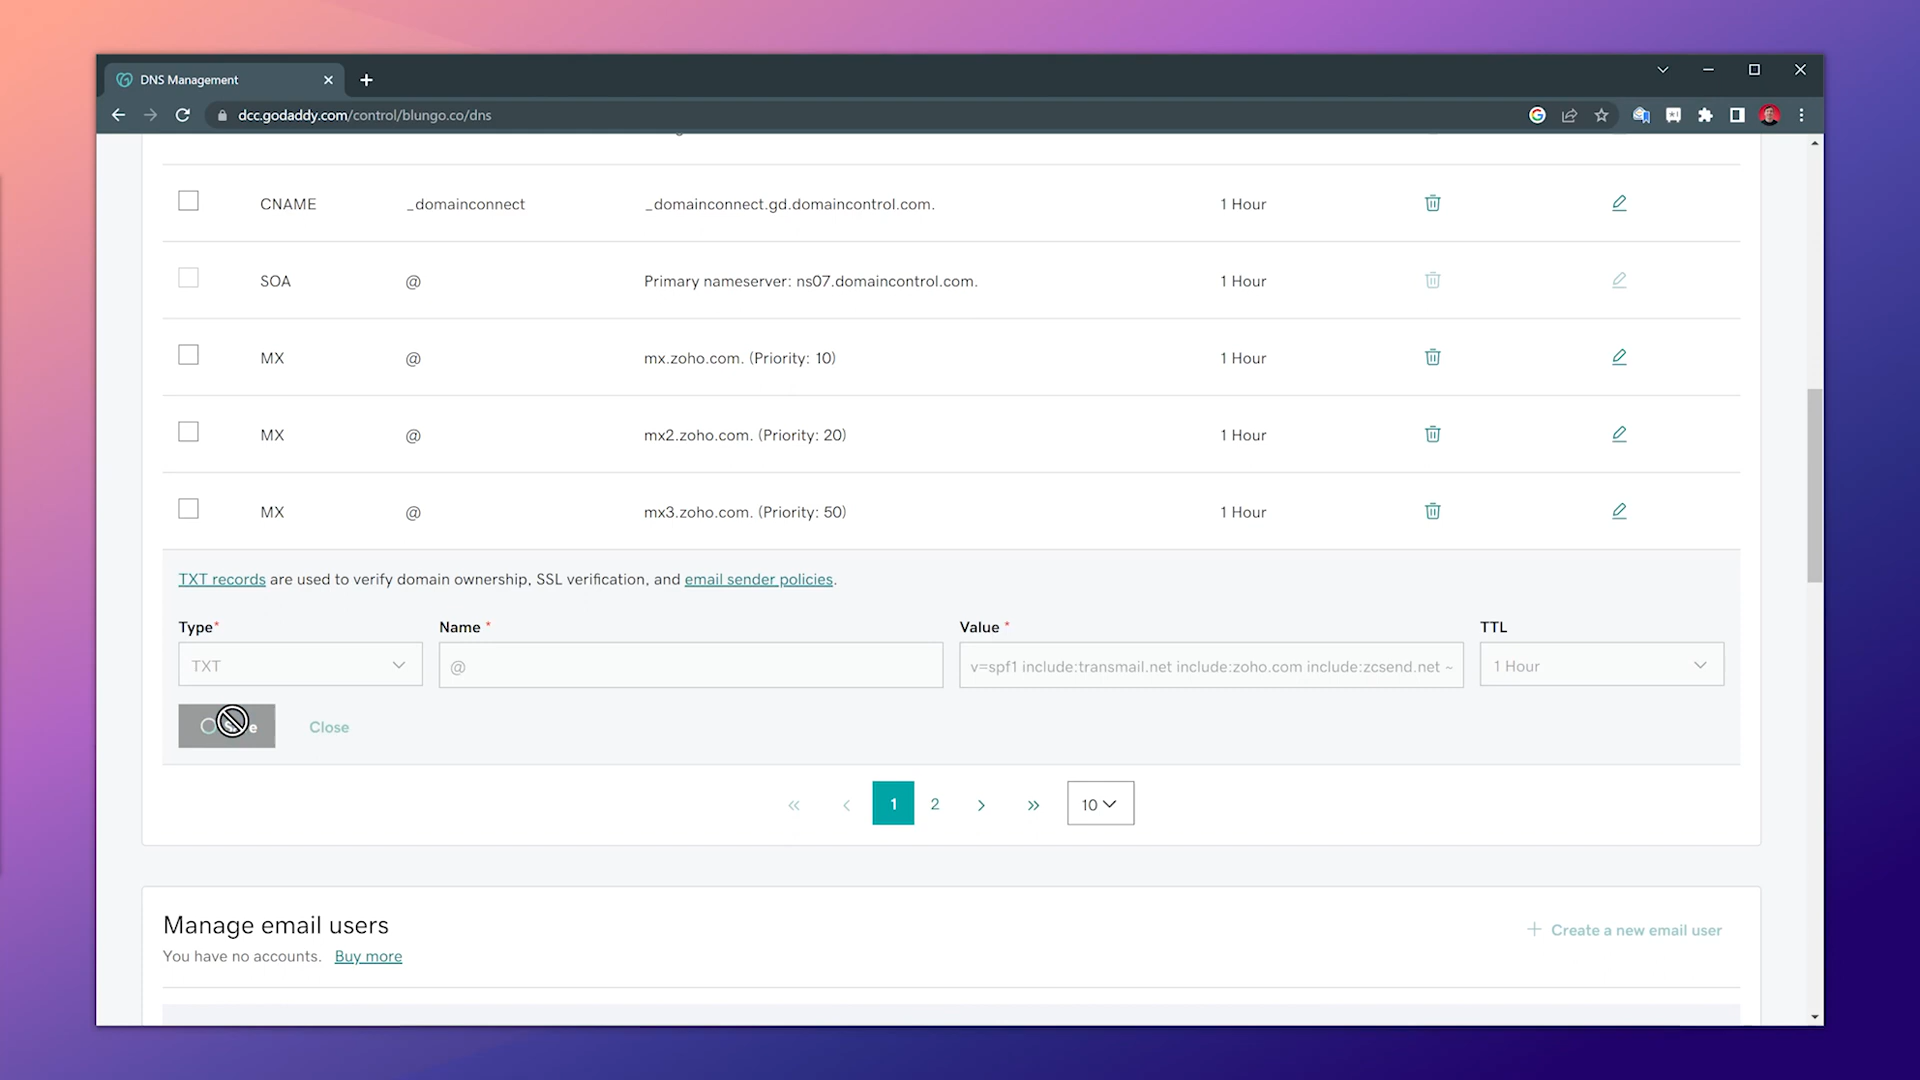 DNS Management
dcc.godaddy.com/control/blungo.co/dns
CNAME _domainconnect _domainconnect.gd.domaincontrol.com. 1 Hour
SOA @ Primary nameserver: ns07.domaincontrol.com. 1 Hour
MX @ mx.zoho.com. (Priority: 10) 1 Hour
MX @ mx2.zoho.com. (Priority: 20) 1 Hour
MX @ mx3.zoho.com. (Priority: 50) 1 Hour
TXT records are used to verify domain ownership, SSL verification, and email sender policies.
Type* Name * Value * TTL
TXT @ v=spf1 include:transmail.net include:zoho.com include:zcsend.net ~ 1 Hour
Close
« ‹ 1 2 › » 10
Manage email users
+ Create a new email user
You have no accounts. Buy more